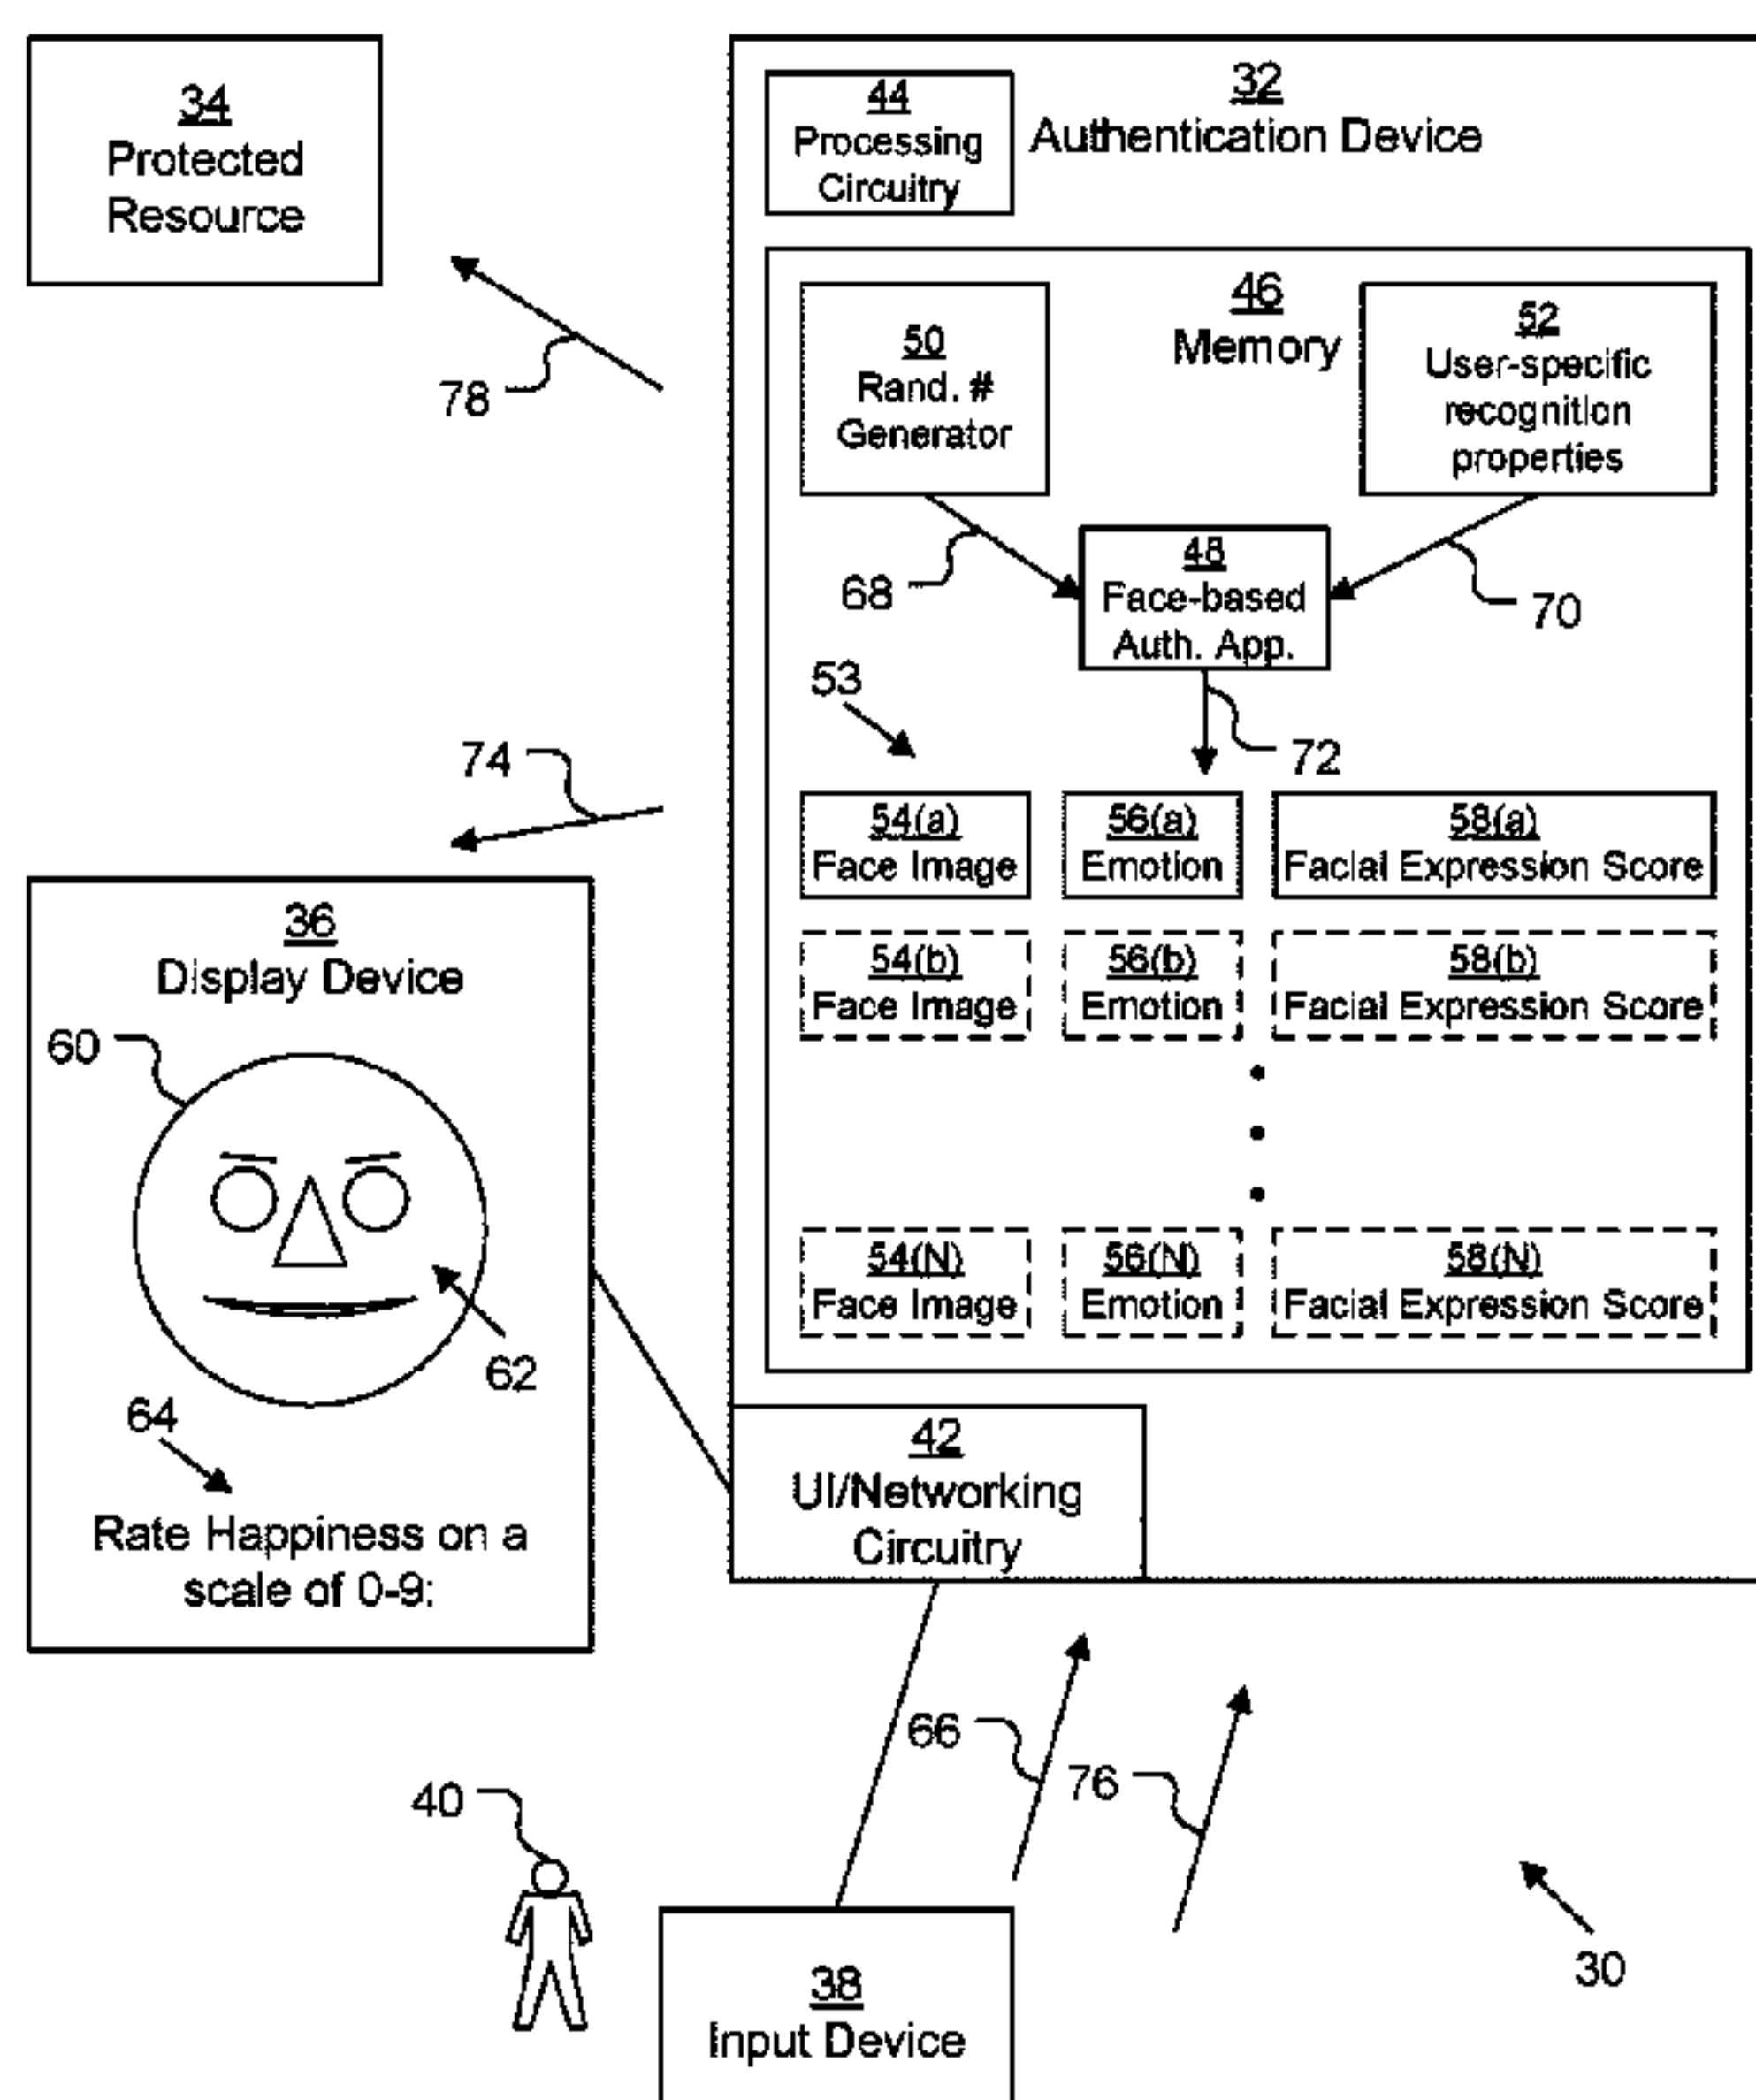 34
Protected
Resource
78
32
Authentication Device
44
Processing
Circuitry
46
Memory
50
Rand. #
Generator
52
User-specific
recognition
properties
68
48
Face-based
Auth. App.
70
53
72
74
54(a)
Face Image
56(a)
Emotion
58(a)
Facial Expression Score
54(b)
Face Image
56(b)
Emotion
58(b)
Facial Expression Score
54(N)
Face Image
56(N)
Emotion
58(N)
Facial Expression Score
36
Display Device
60
62
64
Rate Happiness on a
scale of 0-9:
42
UI/Networking
Circuitry
66
76
40
38
Input Device
30